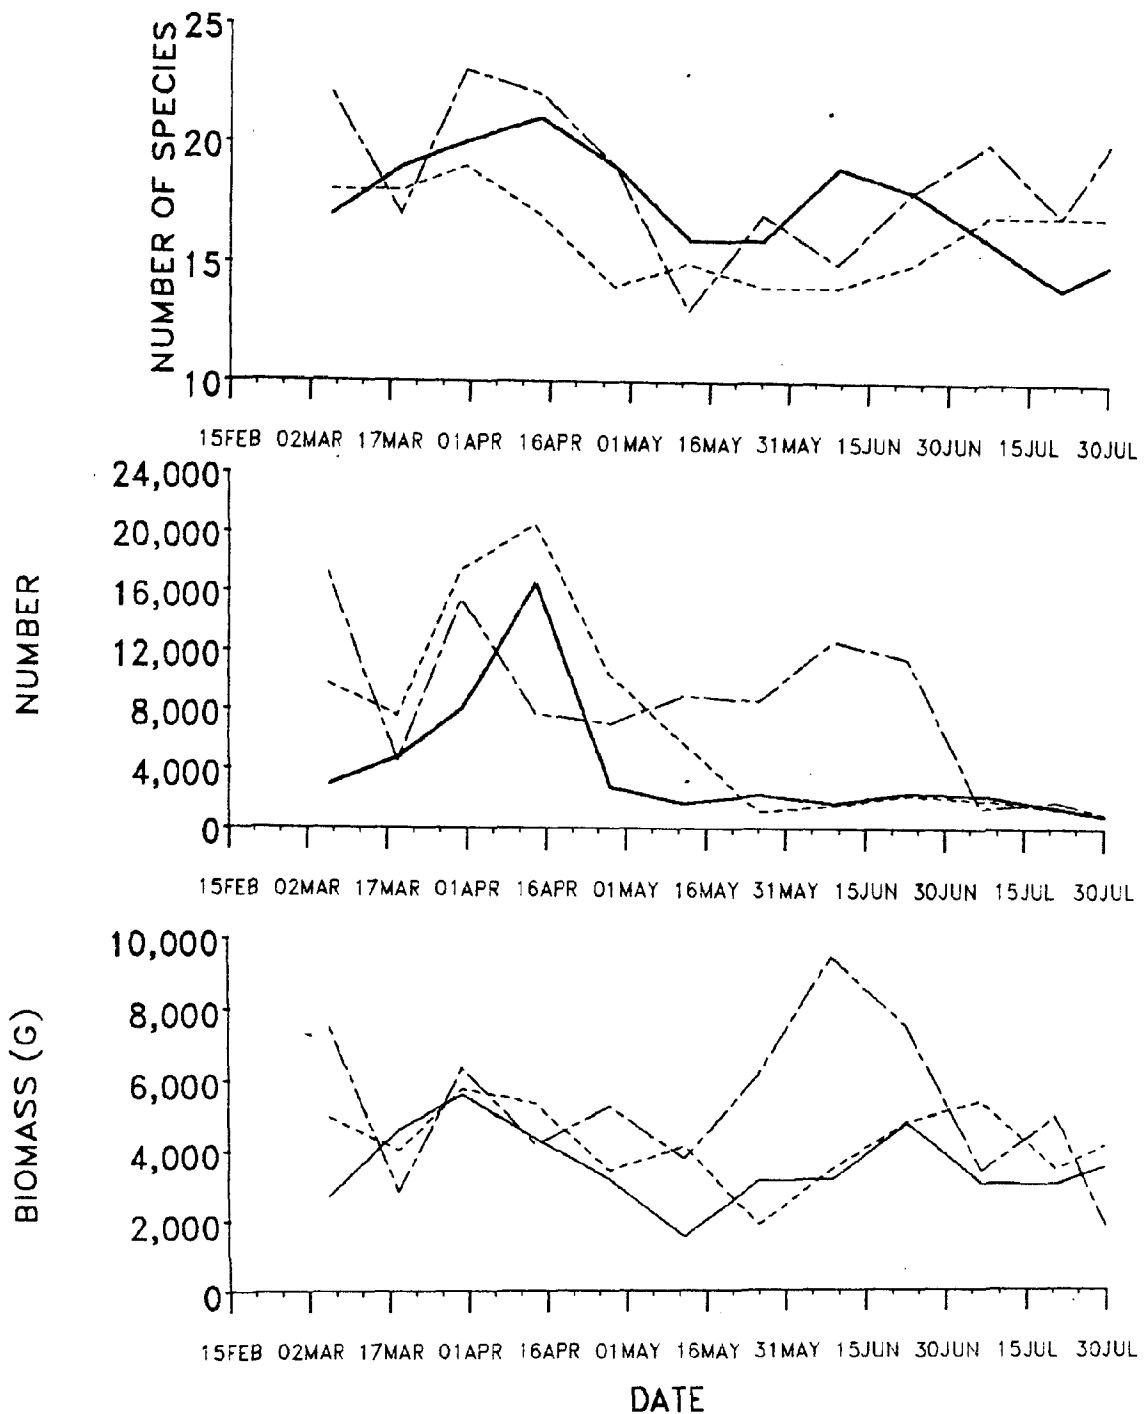 NUMBER OF SPECIES
25
20
15
10
15FEB 02MAR 17MAR 01APR 16APR 01MAY 16MAY 31MAY 15JUN 30JUN 15JUL 30JUL
NUMBER
24,000
20,000
16,000
12,000
8,000
4,000
0
15FEB 02MAR 17MAR 01APR 16APR 01MAY 16MAY 31MAY 15JUN 30JUN 15JUL 30JUL
BIOMASS (G)
10,000
8,000
6,000
4,000
2,000
0
15FEB 02MAR 17MAR 01APR 16APR 01MAY 16MAY 31MAY 15JUN 30JUN 15JUL 30JUL
DATE